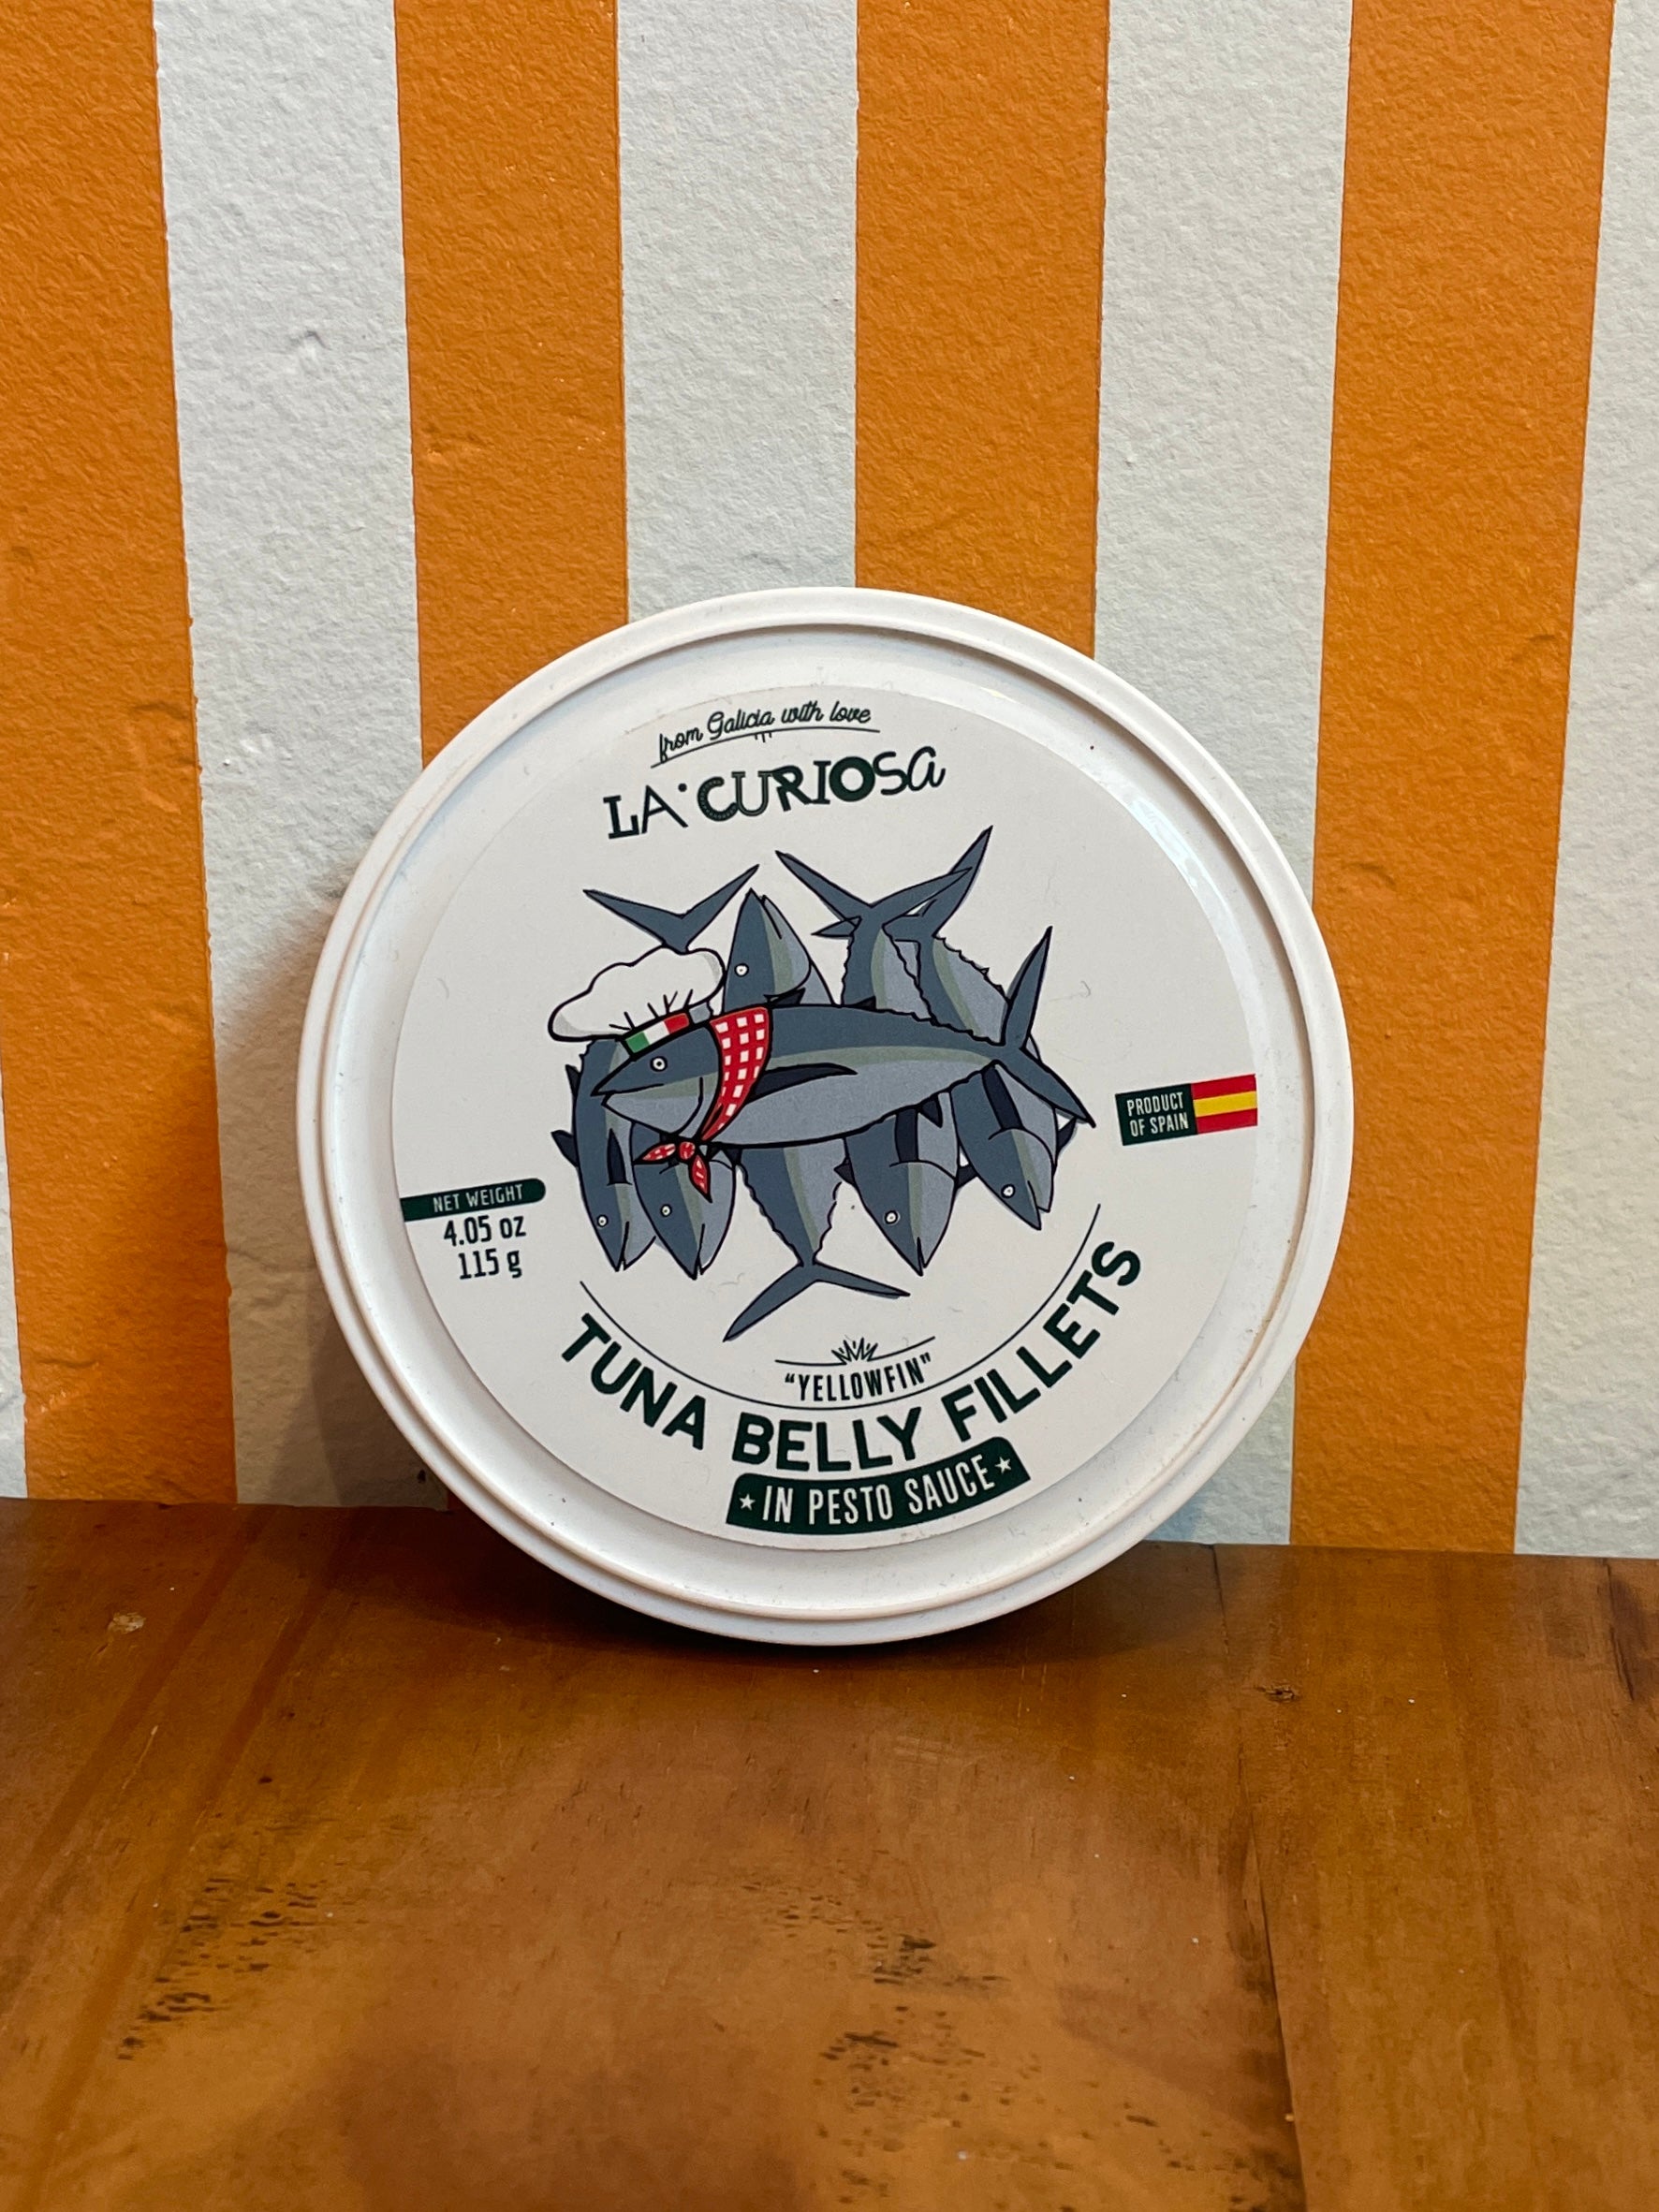 from Galicia with love
LA CURIOSA
PRODUCT
OF SPAIN
NET WEIGHT
4.05 oz
115 g
"YELLOWFIN"
TUNA BELLY FILLETS
★ IN PESTO SAUCE ★